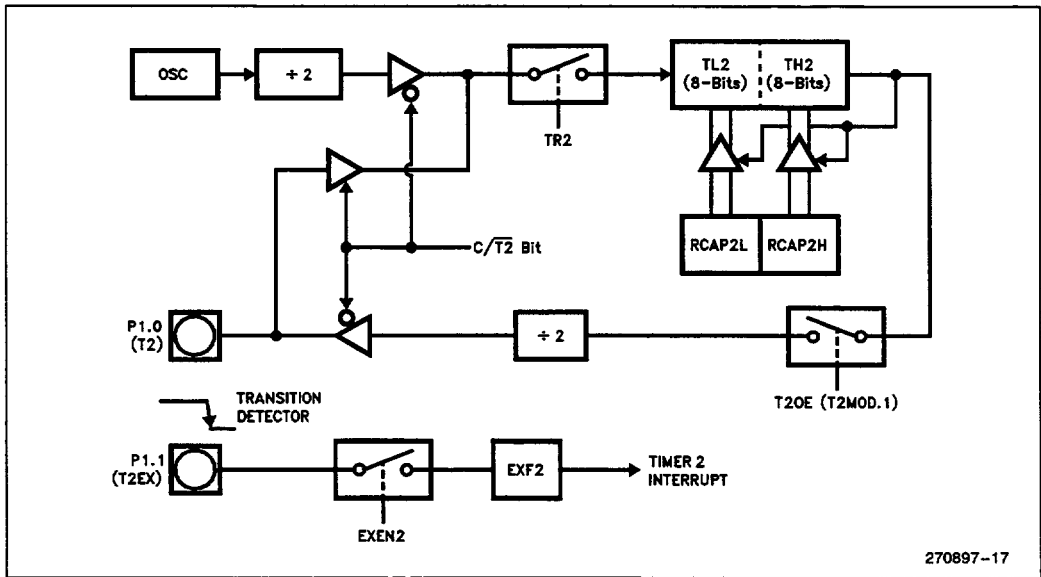 OSC
÷ 2
TR2
TL2
(8-Bits)
TH2
(8-Bits)
RCAP2L
RCAP2H
C/T2̅ Bit
P1.0
(T2)
÷ 2
T2OE (T2MOD.1)
TRANSITION
DETECTOR
P1.1
(T2EX)
EXEN2
EXF2
TIMER 2
INTERRUPT
270897-17